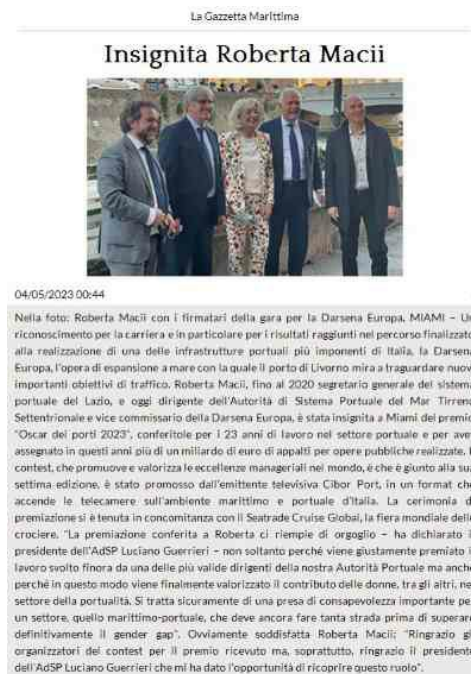 La Gazzetta Marittima
Insignita Roberta Macii
04/05/2023 00:44
Nella foto: Roberta Macii con i firmatari della gara per la Darsena Europa. MIAMI – Un
riconoscimento per la carriera e in particolare per i risultati raggiunti nel percorso finalizzato
alla realizzazione di una delle infrastrutture portuali più imponenti di Italia, la Darsena
Europa, l'opera di espansione a mare con la quale il porto di Livorno mira a traguardare nuovi
importanti obiettivi di traffico. Roberta Macii, fino al 2020 segretario generale del sistema
portuale del Lazio, e oggi dirigente dell'Autorità di Sistema Portuale del Mar Tirreno
Settentrionale e vice commissario della Darsena Europa, è stata insignita a Miami del premio
"Oscar dei porti 2023", conferitole per i 23 anni di lavoro nel settore portuale e per aver
assegnato in questi anni più di un miliardo di euro di appalti per opere pubbliche realizzate. Il
contest, che promuove e valorizza le eccellenze manageriali nel mondo, e che è giunto alla sua
settima edizione, è stato promosso dall'emittente televisiva Cibor Port, in un format che
accende le telecamere sull'ambiente marittimo e portuale d'Italia. La cerimonia di
premiazione si è tenuta in concomitanza con il Seatrade Cruise Global, la fiera mondiale delle
crociere. "La premiazione conferita a Roberta ci riempie di orgoglio – ha dichiarato il
presidente dell'AdSP Luciano Guerrieri – non soltanto perché viene giustamente premiato il
lavoro svolto finora da una delle più valide dirigenti della nostra Autorità Portuale ma anche
perché in questo modo viene finalmente valorizzato il contributo delle donne, tra gli altri, nel
settore della portualità. Si tratta sicuramente di una presa di consapevolezza importante per
un settore, quello marittimo-portuale, che deve ancora fare tanta strada prima di superare
definitivamente il gender gap". Ovviamente soddisfatta Roberta Macii: "Ringrazio gli
organizzatori del contest per il premio ricevuto ma, soprattutto, ringrazio il presidente
dell'AdSP Luciano Guerrieri che mi ha dato l'opportunità di ricoprire questo ruolo".